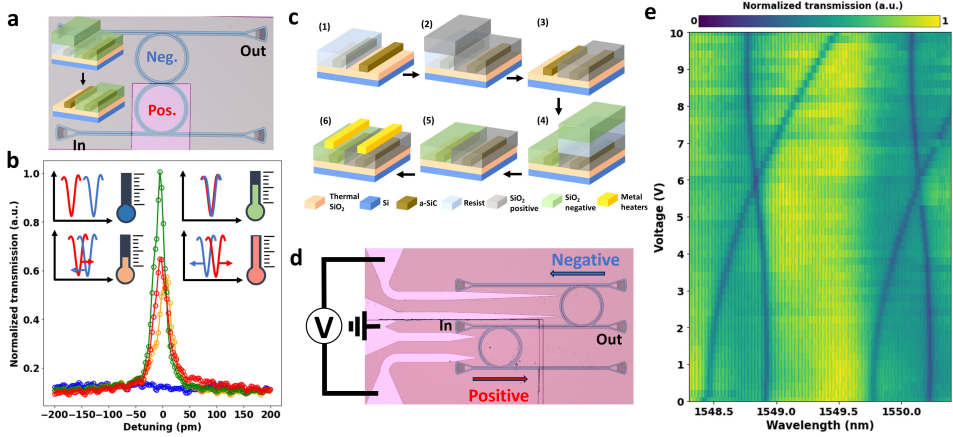 a
Neg.
Pos.
Out
In
b
Normalized transmission (a.u.)
1.0
0.8
0.6
0.4
0.2
−200
−150
−100
−50
0
50
100
150
200
Detuning (pm)
c
(1)
(2)
(3)
(6)
(5)
(4)
Thermal
SiO₂
Si
a-SiC
Resist
SiO₂
positive
SiO₂
negative
Metal
heaters
d
V
Negative
In
Out
Positive
e
Normalized transmission (a.u.)
0
1
10
9
8
7
6
5
4
3
2
1
0
Voltage (V)
1548.5
1549.0
1549.5
1550.0
Wavelength (nm)